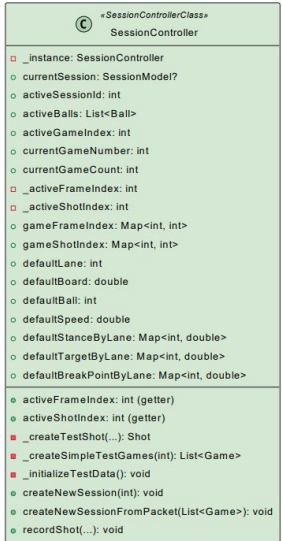 «SessionControllerClass»
C
SessionController
_instance: SessionController
currentSession: SessionModel?
activeSessionId: int
activeBalls: List<Ball>
activeGameIndex: int
currentGameNumber: int
currentGameCount: int
_activeFrameIndex: int
_activeShotIndex: int
gameFrameIndex: Map<int, int>
gameShotIndex: Map<int, int>
defaultLane: int
defaultBoard: double
defaultBall: int
defaultSpeed: double
defaultStanceByLane: Map<int, double>
defaultTargetByLane: Map<int, double>
defaultBreakPointByLane: Map<int, double>
activeFrameIndex: int (getter)
activeShotIndex: int (getter)
_createTestShot(...): Shot
_createSimpleTestGames(int): List<Game>
_initializeTestData(): void
createNewSession(int): void
createNewSessionFromPacket(List<Game>): void
recordShot(...): void